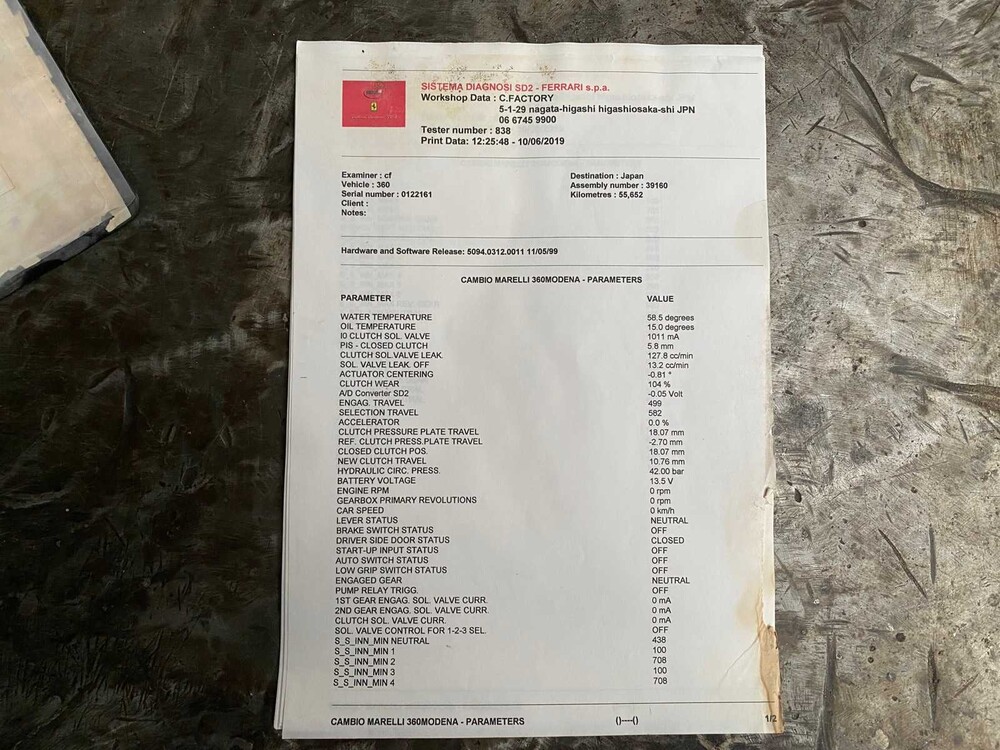 SISTEMA DIAGNOSI SD2 - FERRARI s.p.a.
Workshop Data : C.FACTORY
5-1-29 nagata-higashi higashiosaka-shi JPN
06 6745 9900
Tester number : 838
Print Data: 12:25:48 - 10/06/2019
Examiner : cf
Vehicle : 360
Serial number : 0122161
Client :
Notes:
Destination : Japan
Assembly number : 39160
Kilometres : 55,652
Hardware and Software Release: 5094.0312.0011 11/05/99
CAMBIO MARELLI 360MODENA - PARAMETERS
PARAMETER VALUE
WATER TEMPERATURE 58.5 degrees
OIL TEMPERATURE 15.0 degrees
I0 CLUTCH SOL. VALVE 1011 mA
PIS - CLOSED CLUTCH 5.8 mm
CLUTCH SOL.VALVE LEAK. 127.8 cc/min
SOL. VALVE LEAK. OFF 13.2 cc/min
ACTUATOR CENTERING -0.81 °
CLUTCH WEAR 104 %
A/D Converter SD2 -0.05 Volt
ENGAG. TRAVEL 499
SELECTION TRAVEL 582
ACCELERATOR 0.0 %
CLUTCH PRESSURE PLATE TRAVEL 18.07 mm
REF. CLUTCH PRESS.PLATE TRAVEL -2.70 mm
CLOSED CLUTCH POS. 18.07 mm
NEW CLUTCH TRAVEL 10.76 mm
HYDRAULIC CIRC. PRESS. 42.00 bar
BATTERY VOLTAGE 13.5 V
ENGINE RPM 0 rpm
GEARBOX PRIMARY REVOLUTIONS 0 rpm
CAR SPEED 0 km/h
LEVER STATUS NEUTRAL
BRAKE SWITCH STATUS OFF
DRIVER SIDE DOOR STATUS CLOSED
START-UP INPUT STATUS OFF
AUTO SWITCH STATUS OFF
LOW GRIP SWITCH STATUS OFF
ENGAGED GEAR NEUTRAL
PUMP RELAY TRIGG. OFF
1ST GEAR ENGAG. SOL. VALVE CURR. 0 mA
2ND GEAR ENGAG. SOL. VALVE CURR. 0 mA
CLUTCH SOL. VALVE CURR. 0 mA
SOL. VALVE CONTROL FOR 1-2-3 SEL. OFF
S_S_INN_MIN NEUTRAL 438
S_S_INN_MIN 1 100
S_S_INN_MIN 2 708
S_S_INN_MIN 3 100
S_S_INN_MIN 4 708
CAMBIO MARELLI 360MODENA - PARAMETERS ()----() 1/2